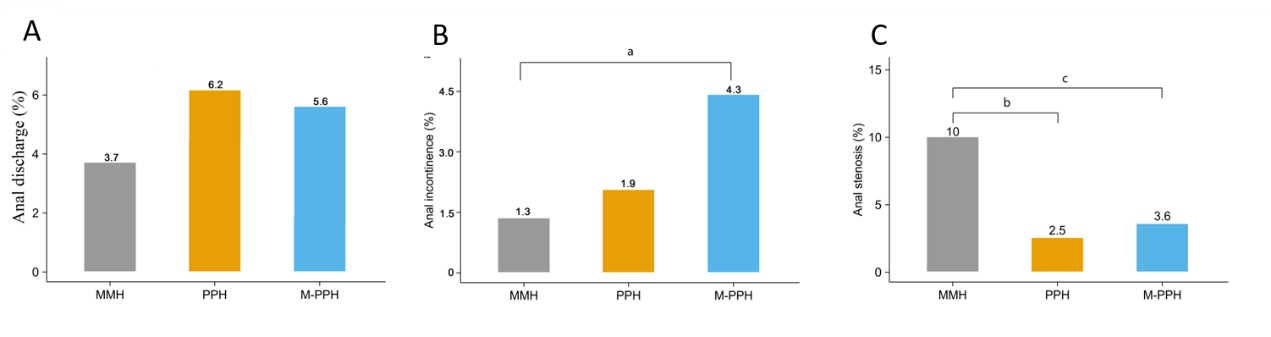 A
Anal discharge (%)
6
4
2
0
3.7
6.2
5.6
MMH PPH M-PPH
B
a
Anal incontinence (%)
4.5
3.0
1.5
0
1.3
1.9
4.3
MMH PPH M-PPH
C
c
b
Anal stenosis (%)
15
10
5
0
10
2.5
3.6
MMH PPH M-PPH